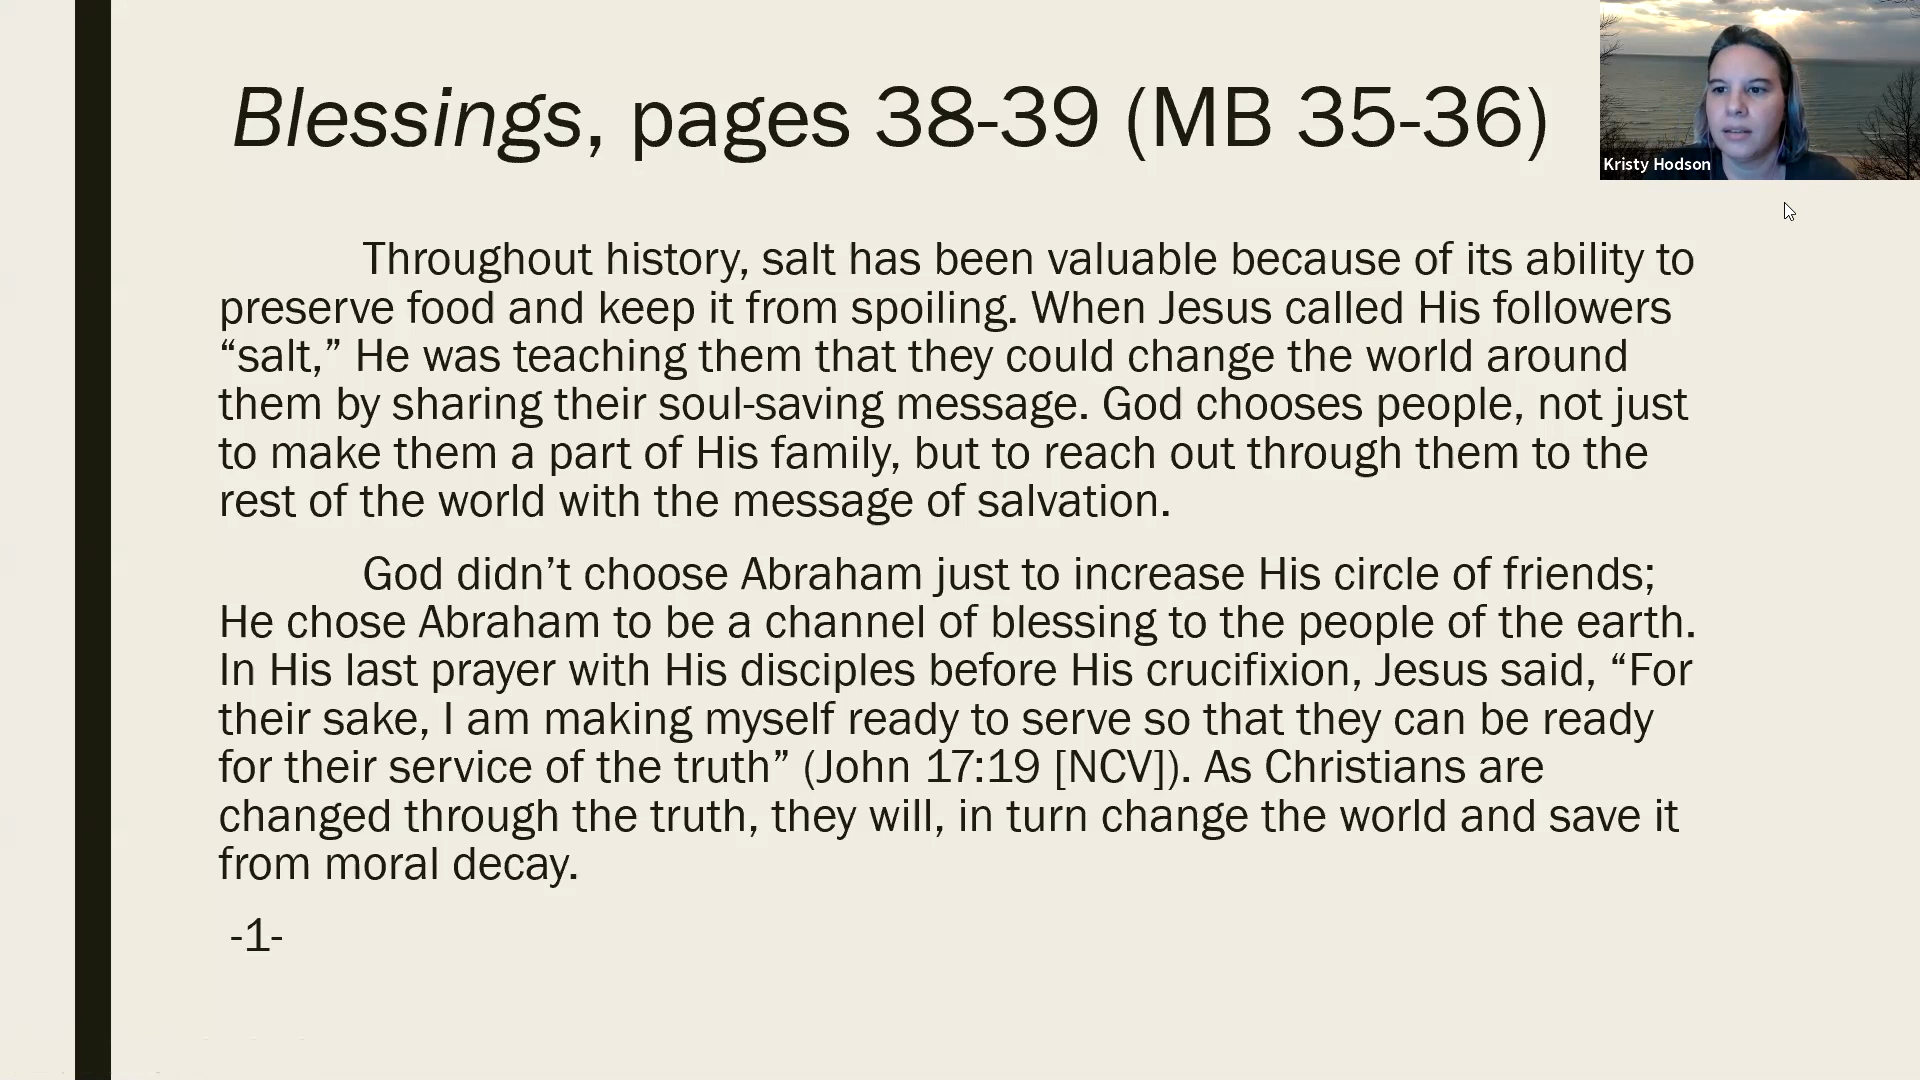 Blessings, pages 38-39 (MB 35-36)
Kristy Hodson
Throughout history, salt has been valuable because of its ability to
preserve food and keep it from spoiling. When Jesus called His followers
“salt,” He was teaching them that they could change the world around
them by sharing their soul-saving message. God chooses people, not just
to make them a part of His family, but to reach out through them to the
rest of the world with the message of salvation.
God didn’t choose Abraham just to increase His circle of friends;
He chose Abraham to be a channel of blessing to the people of the earth.
In His last prayer with His disciples before His crucifixion, Jesus said, “For
their sake, I am making myself ready to serve so that they can be ready
for their service of the truth” (John 17:19 [NCV]). As Christians are
changed through the truth, they will, in turn change the world and save it
from moral decay.
-1-